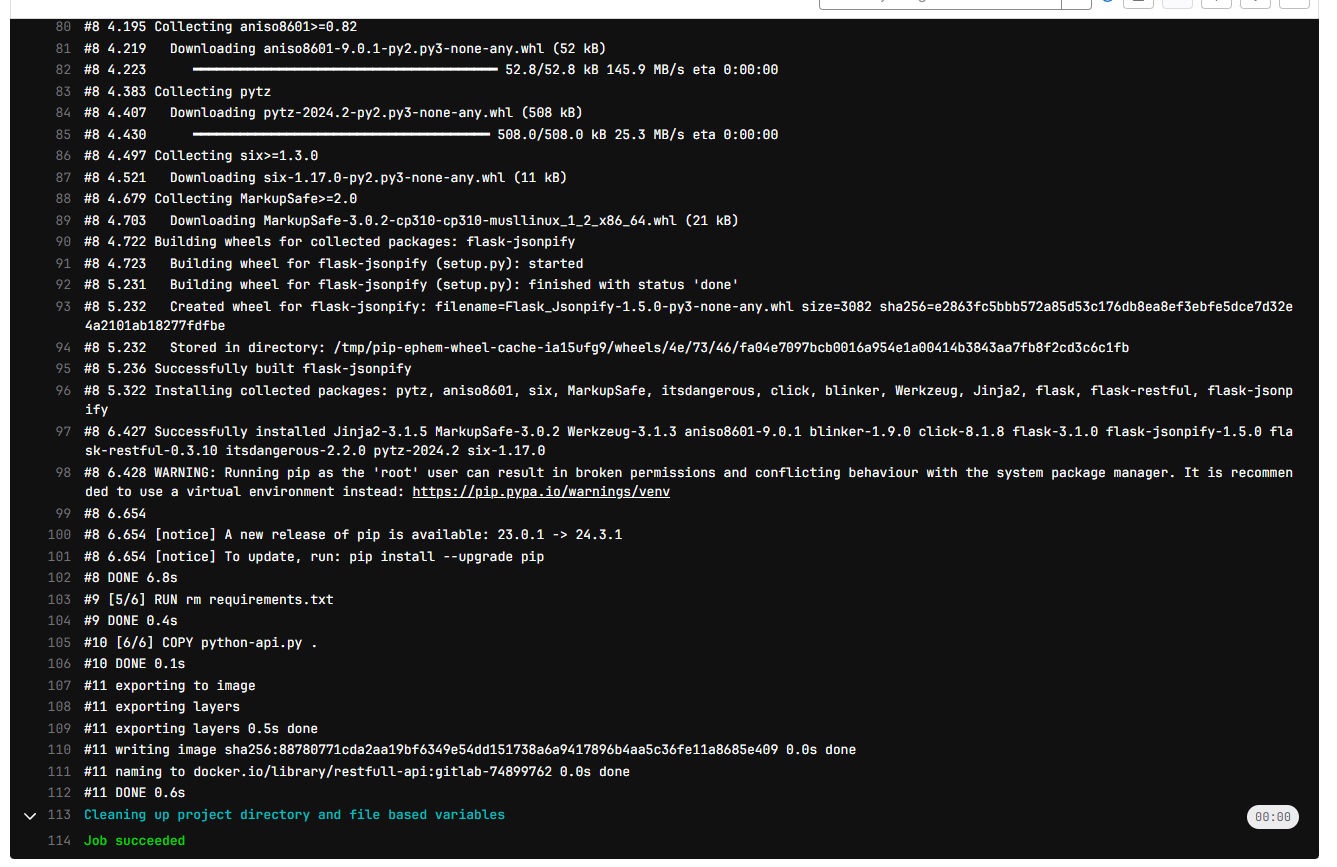 80 #8 4.195 Collecting aniso8601>=0.82
81 #8 4.219   Downloading aniso8601-9.0.1-py2.py3-none-any.whl (52 kB)
82 #8 4.223      ━━━━━━━━━━━━━━━━━━━━━━━━━━━━━━━━━━━━━━━ 52.8/52.8 kB 145.9 MB/s eta 0:00:00
83 #8 4.383 Collecting pytz
84 #8 4.407   Downloading pytz-2024.2-py2.py3-none-any.whl (508 kB)
85 #8 4.430      ━━━━━━━━━━━━━━━━━━━━━━━━━━━━━━━━━━━━━━ 508.0/508.0 kB 25.3 MB/s eta 0:00:00
86 #8 4.497 Collecting six>=1.3.0
87 #8 4.521   Downloading six-1.17.0-py2.py3-none-any.whl (11 kB)
88 #8 4.679 Collecting MarkupSafe>=2.0
89 #8 4.703   Downloading MarkupSafe-3.0.2-cp310-cp310-musllinux_1_2_x86_64.whl (21 kB)
90 #8 4.722 Building wheels for collected packages: flask-jsonpify
91 #8 4.723   Building wheel for flask-jsonpify (setup.py): started
92 #8 5.231   Building wheel for flask-jsonpify (setup.py): finished with status 'done'
93 #8 5.232   Created wheel for flask-jsonpify: filename=Flask_Jsonpify-1.5.0-py3-none-any.whl size=3082 sha256=e2863fc5bbb572a85d53c176db8ea8ef3ebfe5dce7d32e
4a2101ab18277fdfbe
94 #8 5.232   Stored in directory: /tmp/pip-ephem-wheel-cache-ia15ufg9/wheels/4e/73/46/fa04e7097bcb0016a954e1a00414b3843aa7fb8f2cd3c6c1fb
95 #8 5.236 Successfully built flask-jsonpify
96 #8 5.322 Installing collected packages: pytz, aniso8601, six, MarkupSafe, itsdangerous, click, blinker, Werkzeug, Jinja2, flask, flask-restful, flask-jsonp
ify
97 #8 6.427 Successfully installed Jinja2-3.1.5 MarkupSafe-3.0.2 Werkzeug-3.1.3 aniso8601-9.0.1 blinker-1.9.0 click-8.1.8 flask-3.1.0 flask-jsonpify-1.5.0 fla
sk-restful-0.3.10 itsdangerous-2.2.0 pytz-2024.2 six-1.17.0
98 #8 6.428 WARNING: Running pip as the 'root' user can result in broken permissions and conflicting behaviour with the system package manager. It is recommen
ded to use a virtual environment instead: https://pip.pypa.io/warnings/venv
99 #8 6.654
100 #8 6.654 [notice] A new release of pip is available: 23.0.1 -> 24.3.1
101 #8 6.654 [notice] To update, run: pip install --upgrade pip
102 #8 DONE 6.8s
103 #9 [5/6] RUN rm requirements.txt
104 #9 DONE 0.4s
105 #10 [6/6] COPY python-api.py .
106 #10 DONE 0.1s
107 #11 exporting to image
108 #11 exporting layers
109 #11 exporting layers 0.5s done
110 #11 writing image sha256:88780771cda2aa19bf6349e54dd151738a6a9417896b4aa5c36fe11a8685e409 0.0s done
111 #11 naming to docker.io/library/restfull-api:gitlab-74899762 0.0s done
112 #11 DONE 0.6s
113 Cleaning up project directory and file based variables 00:00
114 Job succeeded